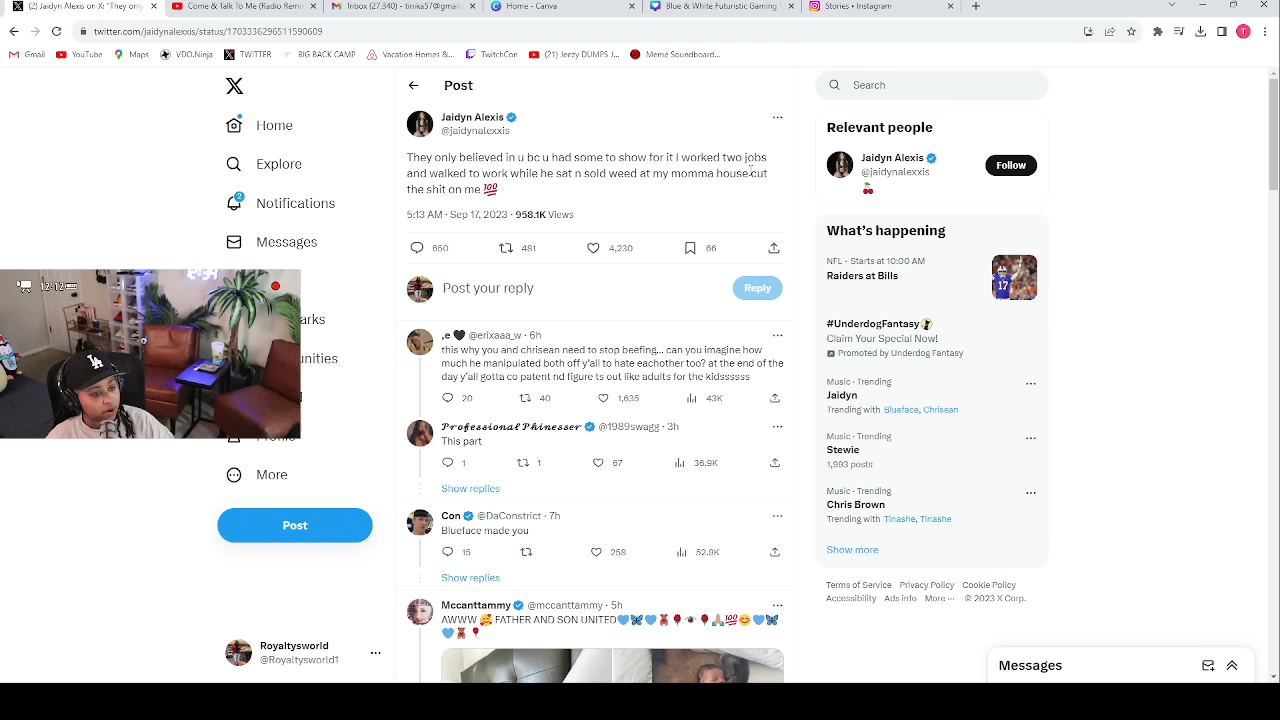 (2) Jaidyn Alexis on X: "They only
Come & Talk To Me (Radio Remo
Inbox (27,340) - tinika57@gmail.
Home - Canva
Blue & White Futuristic Gaming
Stories • Instagram
twitter.com/jaidynalexxis/status/1703336296511590609
T
Gmail
YouTube
Maps
VDO.Ninja
TWITTER
BIG BACK CAMP
Vacation Homes &...
TwitchCon
(21) Jeezy DUMPS J...
Meme Soundboard...
Home
Explore
2
Notifications
Messages
More
Post
Royaltysworld
@Royaltysworld1
12:12
LA
Post
Jaidyn Alexis
@jaidynalexxis
They only believed in u bc u had some to show for it I worked two jobs
and walked to work while he sat n sold weed at my momma house cut
the shit on me 💯
5:13 AM · Sep 17, 2023 · 958.1K Views
650 481 4,230 66
Post your reply
Reply
,e 🖤 @erixaaa_w · 6h
this why you and chrisean need to stop beefing... can you imagine how
much he manipulated both off y'all to hate eachother too? at the end of the
day y'all gotta co patent nd figure ts out like adults for the kidsssssss
20 40 1,635 43K
𝓟𝓻𝓸𝓯𝓮𝓼𝓼𝓲𝓸𝓷𝓪𝓵 𝓟𝓱𝓲𝓷𝓮𝓼𝓼𝓮𝓻 @1989swagg · 3h
This part
1 1 67 36.9K
Show replies
Con @DaConstrict · 7h
Blueface made you
15 258 52.9K
Show replies
Mccanttammy @mccanttammy · 5h
AWWW 🥰 FATHER AND SON UNITED💙🦋💙🧸🌹👁️🌹🙏🏽💯😊💙🦋
💙🧸🎈
Search
Relevant people
Jaidyn Alexis
@jaidynalexxis
🍒
Follow
What's happening
NFL · Starts at 10:00 AM
Raiders at Bills
17
#UnderdogFantasy
Claim Your Special Now!
Promoted by Underdog Fantasy
Music · Trending
Jaidyn
Trending with Blueface, Chrisean
Music · Trending
Stewie
1,993 posts
Music · Trending
Chris Brown
Trending with Tinashe, Tinashe
Show more
Terms of Service Privacy Policy Cookie Policy
Accessibility Ads info More ··· © 2023 X Corp.
Messages